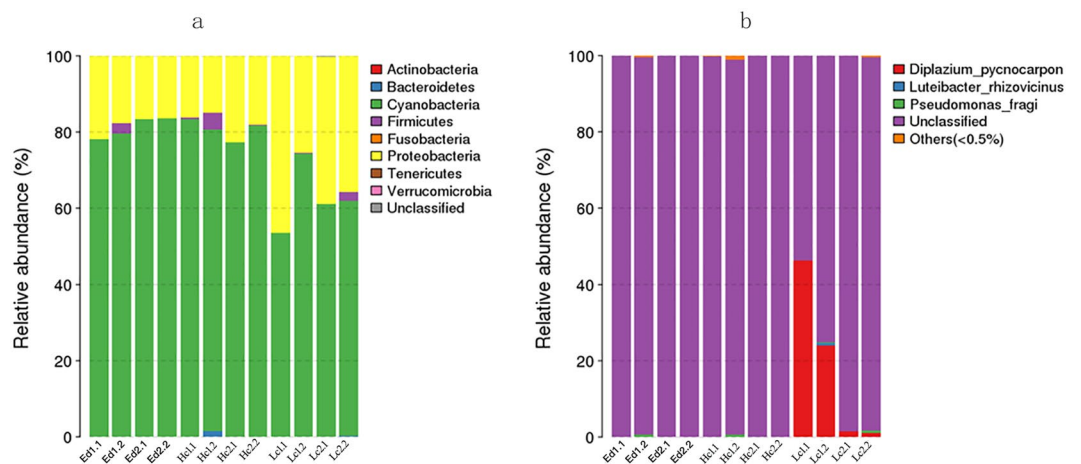 a
Relative abundance (%)
100
80
60
40
20
0
Ed1.1
Ed1.2
Ed2.1
Ed2.2
Hc1.1
Hc1.2
Hc2.1
Hc2.2
Lc1.1
Lc1.2
Lc2.1
Lc2.2
Actinobacteria
Bacteroidetes
Cyanobacteria
Firmicutes
Fusobacteria
Proteobacteria
Tenericutes
Verrucomicrobia
Unclassified
b
Relative abundance (%)
100
80
60
40
20
0
Ed1.1
Ed1.2
Ed2.1
Ed2.2
Hc1.1
Hc1.2
Hc2.1
Hc2.2
Lc1.1
Lc1.2
Lc2.1
Lc2.2
Diplazium_pycnocarpon
Luteibacter_rhizovicinus
Pseudomonas_fragi
Unclassified
Others(<0.5%)